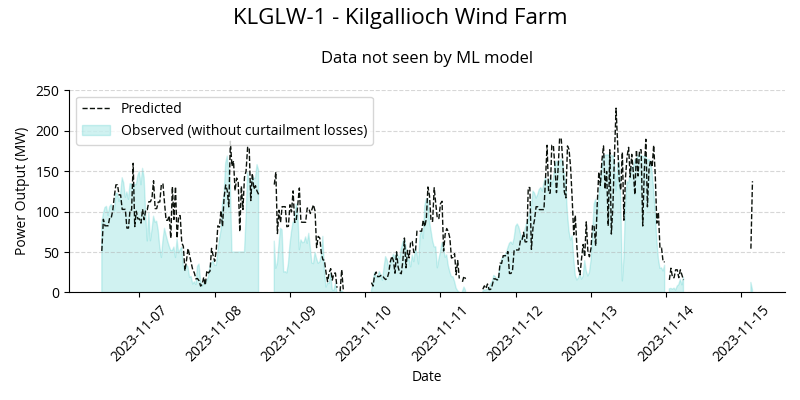 KLGLW-1 - Kilgallioch Wind Farm
Data not seen by ML model
Power Output (MW)
250
200
150
100
50
0
Predicted
Observed (without curtailment losses)
2023-11-07
2023-11-08
2023-11-09
2023-11-10
2023-11-11
2023-11-12
2023-11-13
2023-11-14
2023-11-15
Date